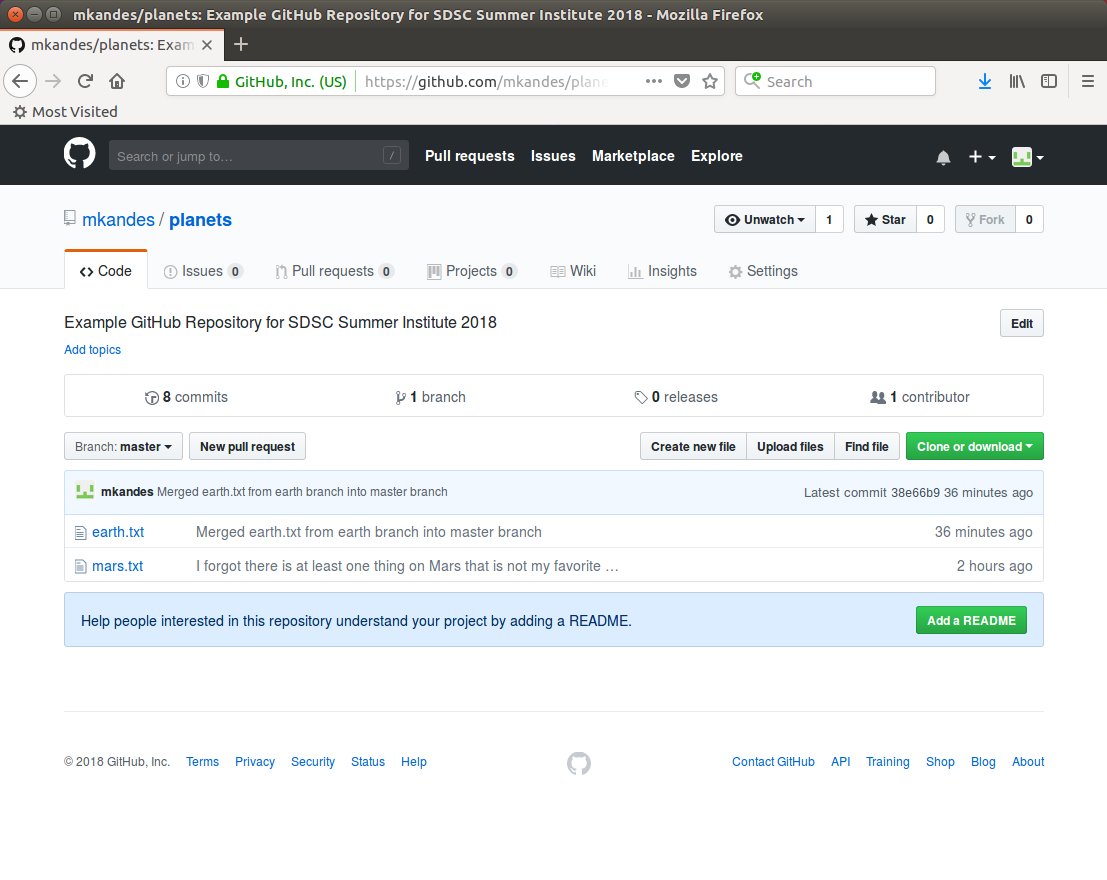 mkandes/planets: Example GitHub Repository for SDSC Summer Institute 2018 - Mozilla Firefox
mkandes/planets: Exam
GitHub, Inc. (US) https://github.com/mkandes/plane Search
Most Visited
Search or jump to… / Pull requests Issues Marketplace Explore
mkandes / planets Unwatch 1 Star 0 Fork 0
Code Issues 0 Pull requests 0 Projects 0 Wiki Insights Settings
Example GitHub Repository for SDSC Summer Institute 2018 Edit
Add topics
8 commits 1 branch 0 releases 1 contributor
Branch: master New pull request Create new file Upload files Find file Clone or download
mkandes Merged earth.txt from earth branch into master branch Latest commit 38e66b9 36 minutes ago
earth.txt Merged earth.txt from earth branch into master branch 36 minutes ago
mars.txt I forgot there is at least one thing on Mars that is not my favorite … 2 hours ago
Help people interested in this repository understand your project by adding a README. Add a README
© 2018 GitHub, Inc. Terms Privacy Security Status Help Contact GitHub API Training Shop Blog About